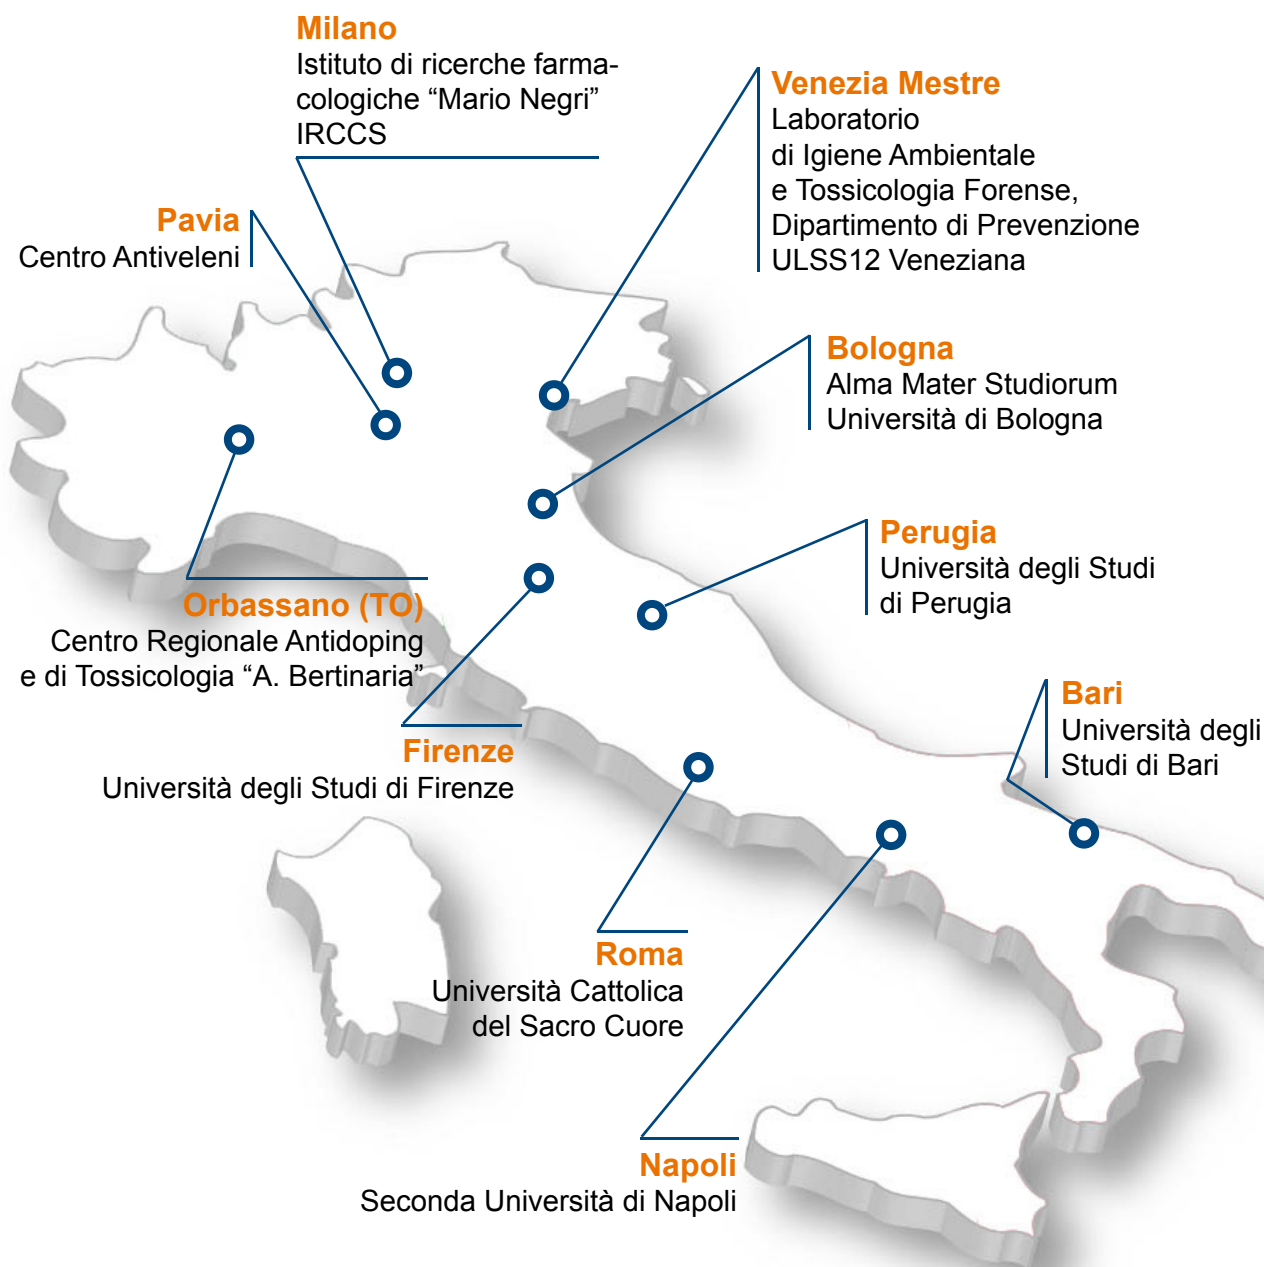 Milano
Istituto di ricerche farma-
cologiche “Mario Negri”
IRCCS
Venezia Mestre
Laboratorio
di Igiene Ambientale
e Tossicologia Forense,
Dipartimento di Prevenzione
ULSS12 Veneziana
Pavia
Centro Antiveleni
Bologna
Alma Mater Studiorum
Università di Bologna
Perugia
Università degli Studi
di Perugia
Orbassano (TO)
Centro Regionale Antidoping
e di Tossicologia “A. Bertinaria”
Bari
Università degli
Studi di Bari
Firenze
Università degli Studi di Firenze
Roma
Università Cattolica
del Sacro Cuore
Napoli
Seconda Università di Napoli